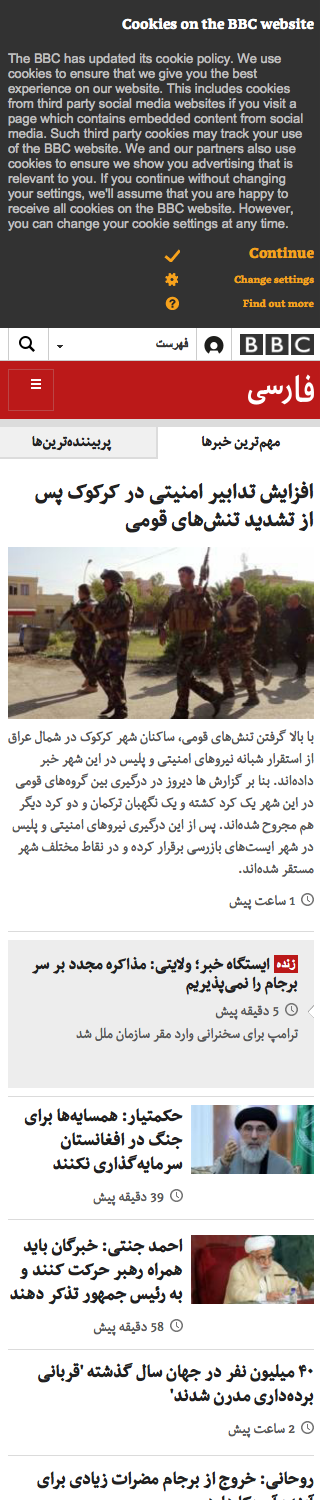 Cookies on the BBC website
The BBC has updated its cookie policy. We use
cookies to ensure that we give you the best
experience on our website. This includes cookies
from third party social media websites if you visit a
page which contains embedded content from social
media. Such third party cookies may track your use
of the BBC website. We and our partners also use
cookies to ensure we show you advertising that is
relevant to you. If you continue without changing
your settings, we'll assume that you are happy to
receive all cookies on the BBC website. However,
you can change your cookie settings at any time.
Continue
Change settings
Find out more
BBC
فهرست
فارسی
مهم‌ترین خبرها
پربیننده‌ترین‌ها
افزایش تدابیر امنیتی در کرکوک پس
از تشدید تنش‌های قومی
با بالا گرفتن تنش‌های قومی، ساکنان شهر کرکوک در شمال عراق
از استقرار شبانه نیروهای امنیتی و پلیس در این شهر خبر
داده‌اند. بنا بر گزارش ها دیروز در درگیری بین گروه‌های قومی
در این شهر یک کرد کشته و یک نگهبان ترکمان و دو کرد دیگر
هم مجروح شده‌اند. پس از این درگیری نیروهای امنیتی و پلیس
در شهر ایست‌های بازرسی برقرار کرده و در نقاط مختلف شهر
مستقر شده‌اند.
1 ساعت پیش
زنده ایستگاه خبر؛ ولایتی: مذاکره مجدد بر سر
برجام را نمی‌پذیریم
5 دقیقه پیش
ترامپ برای سخنرانی وارد مقر سازمان ملل شد
حکمتیار: همسایه‌ها برای
جنگ در افغانستان
سرمایه‌گذاری نکنند
39 دقیقه پیش
احمد جنتی: خبرگان باید
همراه رهبر حرکت کنند و
به رئیس جمهور تذکر دهند
58 دقیقه پیش
۴۰ میلیون نفر در جهان سال گذشته 'قربانی
برده‌داری مدرن شدند'
2 ساعت پیش
روحانی: خروج از برجام مضرات زیادی برای